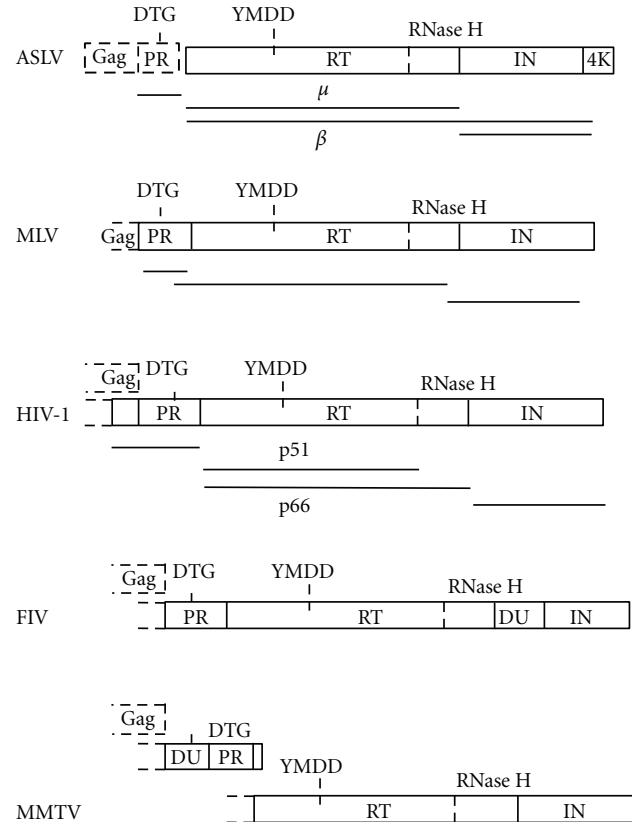 DTG YMDD RNase H
ASLV Gag PR RT IN 4K
μ
β
DTG YMDD RNase H
MLV Gag PR RT IN
Gag DTG YMDD RNase H
HIV-1 PR RT IN
p51
p66
Gag DTG YMDD RNase H
FIV PR RT DU IN
Gag DTG
DU PR
YMDD RNase H
MMTV RT IN